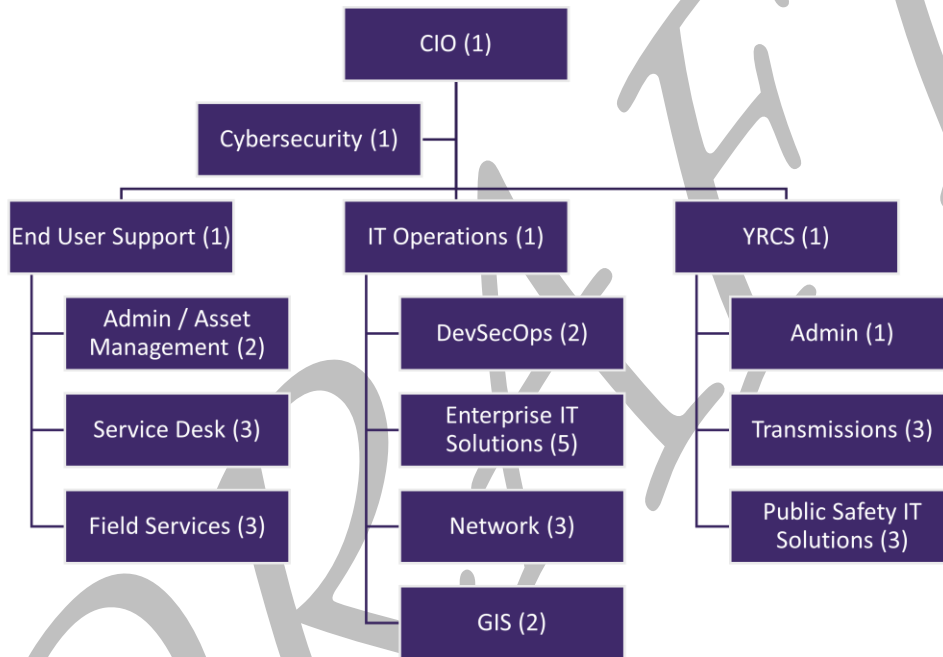 CIO (1)
Cybersecurity (1)
End User Support (1)
IT Operations (1)
YRCS (1)
Admin / Asset
Management (2)
DevSecOps (2)
Admin (1)
Service Desk (3)
Enterprise IT
Solutions (5)
Transmissions (3)
Field Services (3)
Network (3)
Public Safety IT
Solutions (3)
GIS (2)
DRAFT